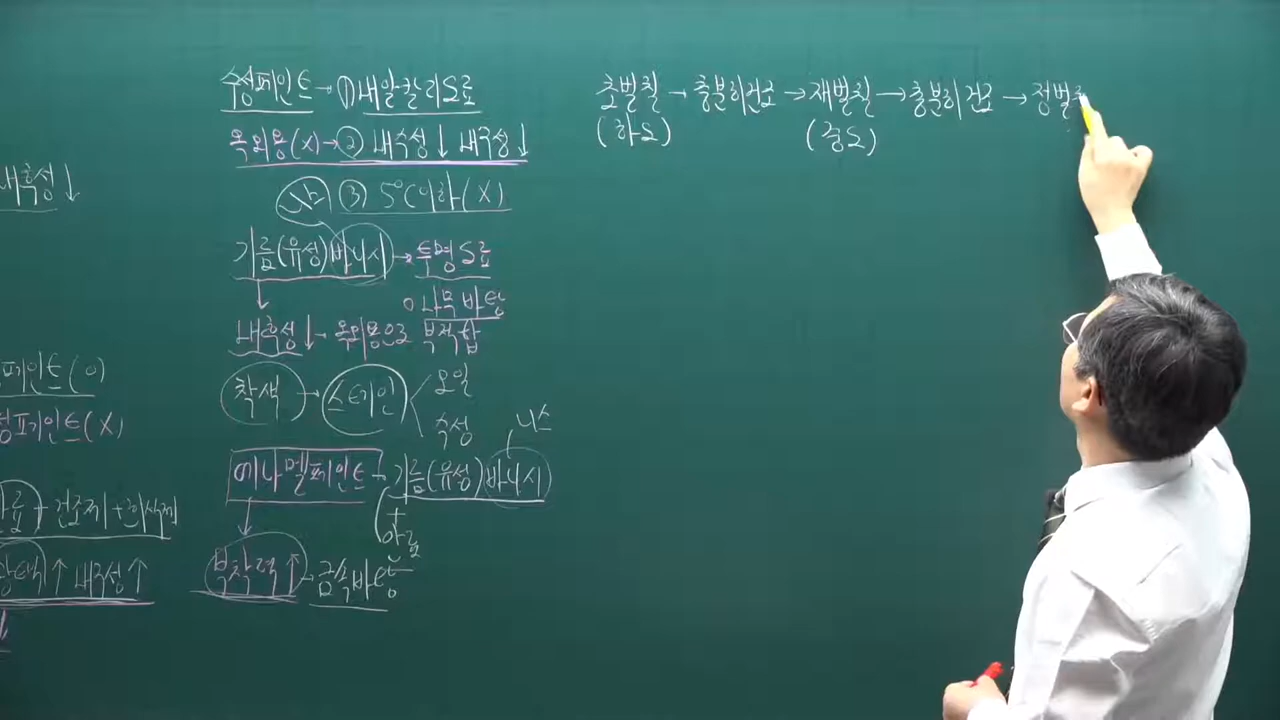 내후성↓
페인트(O)
성페인트(X)
건조제+희석제
광택↑ 내구성↑
수성페인트→① 내알칼리도료
옥외용(X)→② 내수성↓ 내구성↓
③ 5°C이하(X)
기름(유성)바니시→투명도료
↓ ○나무바탕
내후성↓→옥외용으로 부적합
착색→스테인
오일
수성
니스
에나멜페인트→기름(유성)바니시
+
안료
부착력↑→금속바탕
초벌칠→충분히건조→재벌칠→충분히건조→정벌
(하도) (중도)